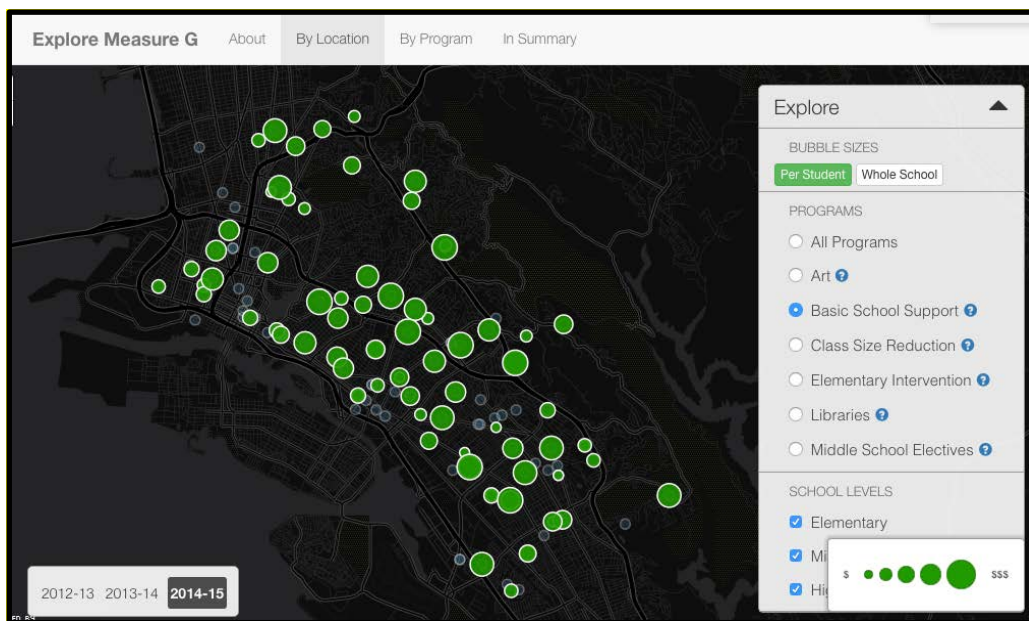 Explore Measure G About By Location By Program In Summary
Explore
BUBBLE SIZES
Per Student Whole School
PROGRAMS
All Programs
Art ?
Basic School Support ?
Class Size Reduction ?
Elementary Intervention ?
Libraries ?
Middle School Electives ?
SCHOOL LEVELS
Elementary
Mi
Hi
$ $$$
2012-13 2013-14 2014-15